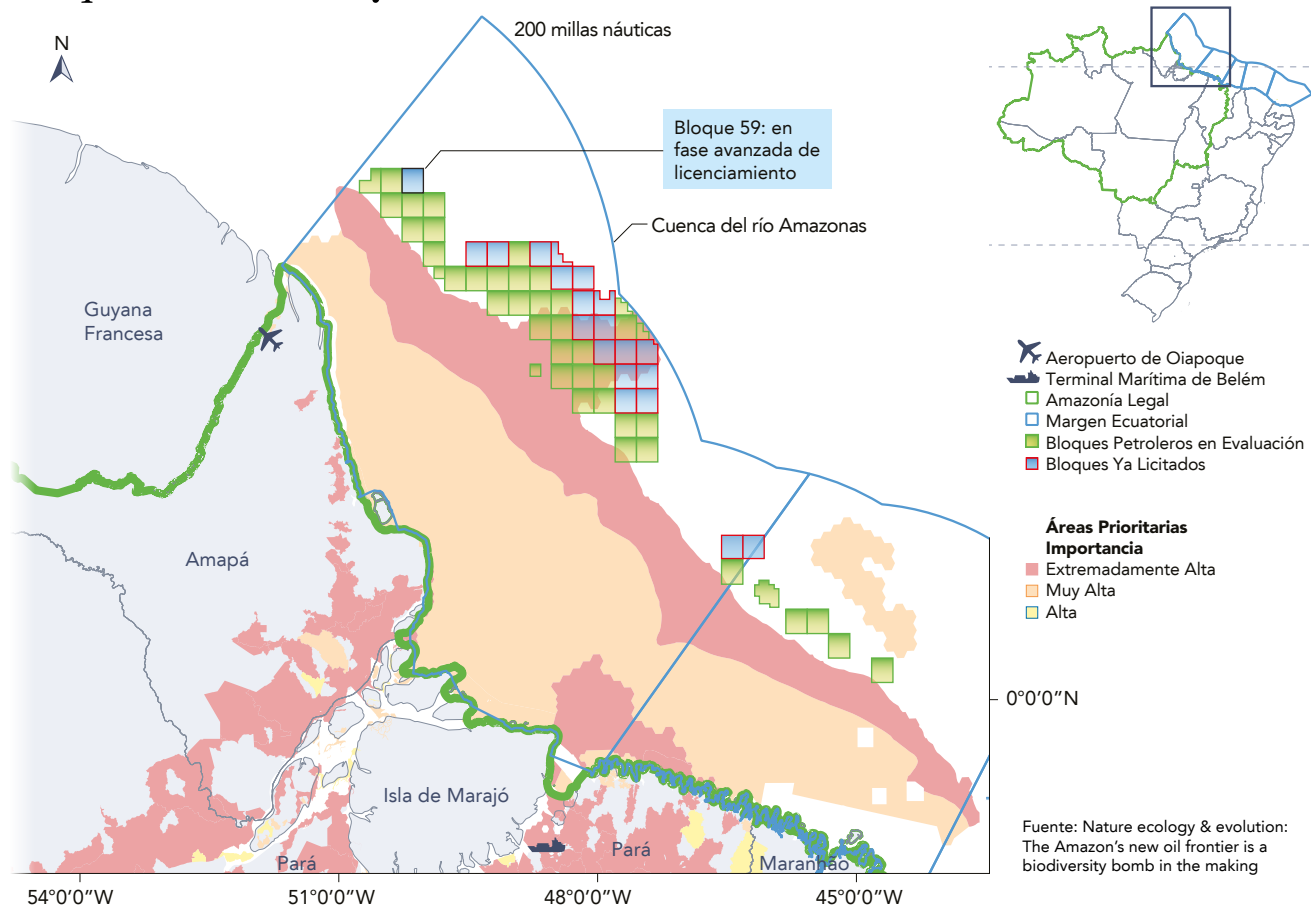 200 millas náuticas
N
Bloque 59: en
fase avanzada de
licenciamiento
Cuenca del río Amazonas
Guyana
Francesa
Aeropuerto de Oiapoque
Terminal Marítima de Belém
Amazonía Legal
Margen Ecuatorial
Bloques Petroleros en Evaluación
Bloques Ya Licitados
Áreas Prioritarias
Importancia
Extremadamente Alta
Muy Alta
Alta
Amapá
0°0'0"N
Isla de Marajó
Pará
Pará
Maranhão
Fuente: Nature ecology & evolution:
The Amazon's new oil frontier is a
biodiversity bomb in the making
54°0'0"W
51°0'0"W
48°0'0"W
45°0'0"W